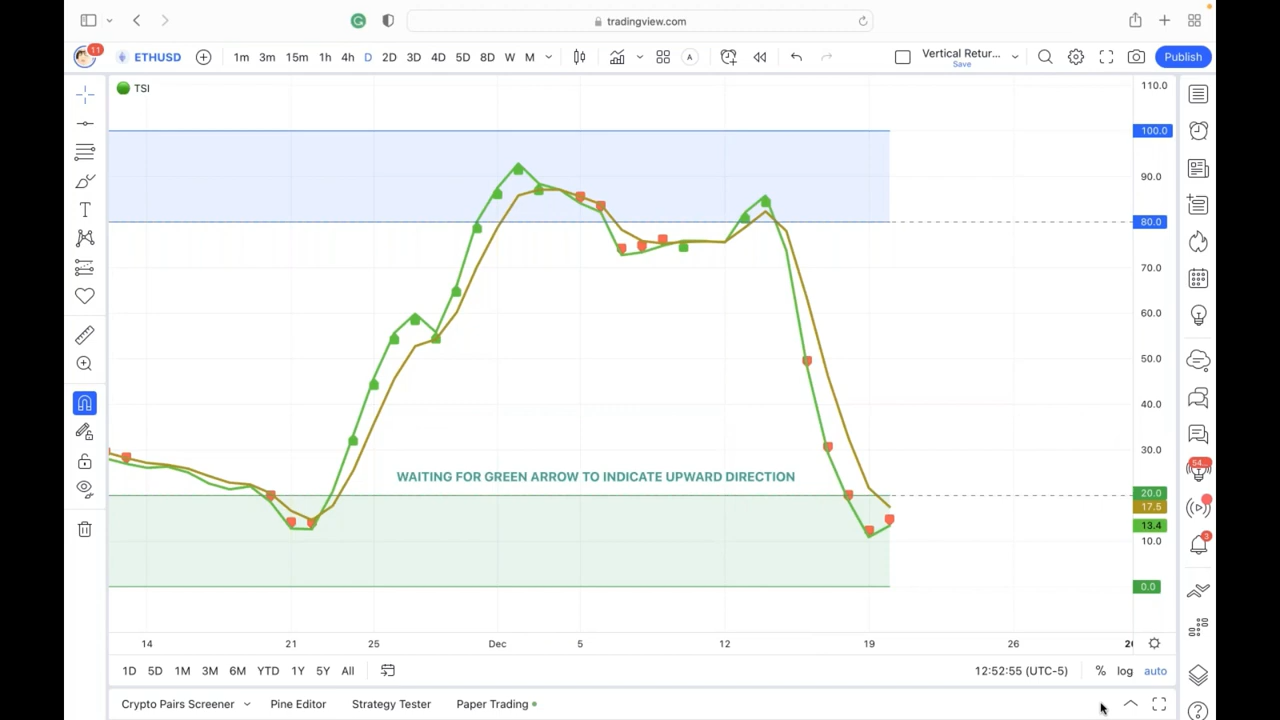 tradingview.com
11
ETHUSD
1m 3m 15m 1h 4h D 2D 3D 4D 5D 8D W M
A
Vertical Retur...
Save
Publish
TSI
110.0
100.0
90.0
80.0
70.0
60.0
50.0
40.0
30.0
WAITING FOR GREEN ARROW TO INDICATE UPWARD DIRECTION
20.0
17.5
13.4
10.0
0.0
54...
3
14 21 25 Dec 5 12 19 26
1D 5D 1M 3M 6M YTD 1Y 5Y All
12:52:55 (UTC-5) % log auto
Crypto Pairs Screener Pine Editor Strategy Tester Paper Trading